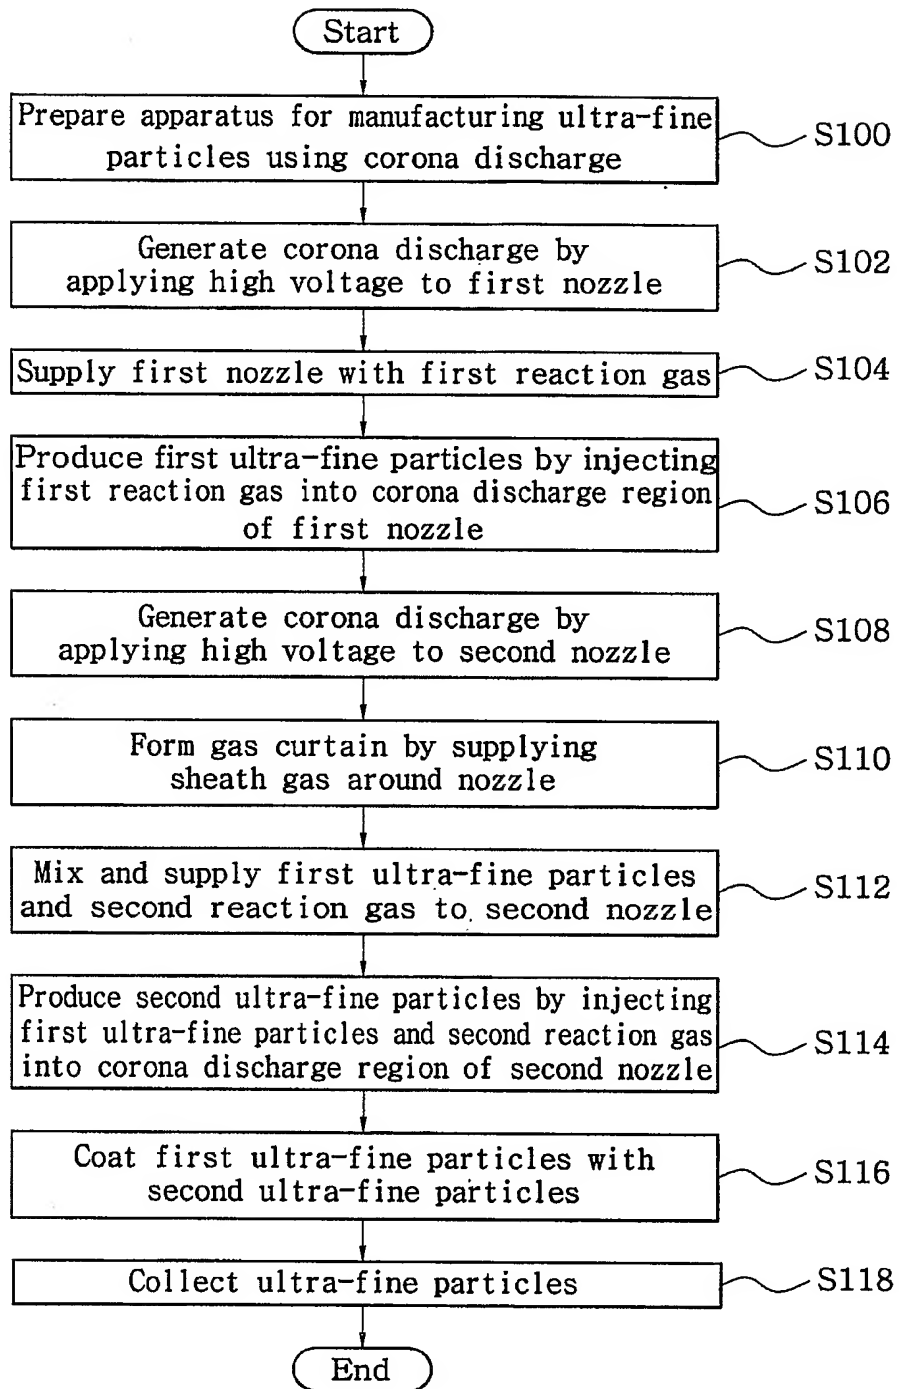 Start
Prepare apparatus for manufacturing ultra-fine
particles using corona discharge
S100
Generate corona discharge by
applying high voltage to first nozzle
S102
Supply first nozzle with first reaction gas
S104
Produce first ultra-fine particles by injecting
first reaction gas into corona discharge region
of first nozzle
S106
Generate corona discharge by
applying high voltage to second nozzle
S108
Form gas curtain by supplying
sheath gas around nozzle
S110
Mix and supply first ultra-fine particles
and second reaction gas to second nozzle
S112
Produce second ultra-fine particles by injecting
first ultra-fine particles and second reaction gas
into corona discharge region of second nozzle
S114
Coat first ultra-fine particles with
second ultra-fine particles
S116
Collect ultra-fine particles
S118
End